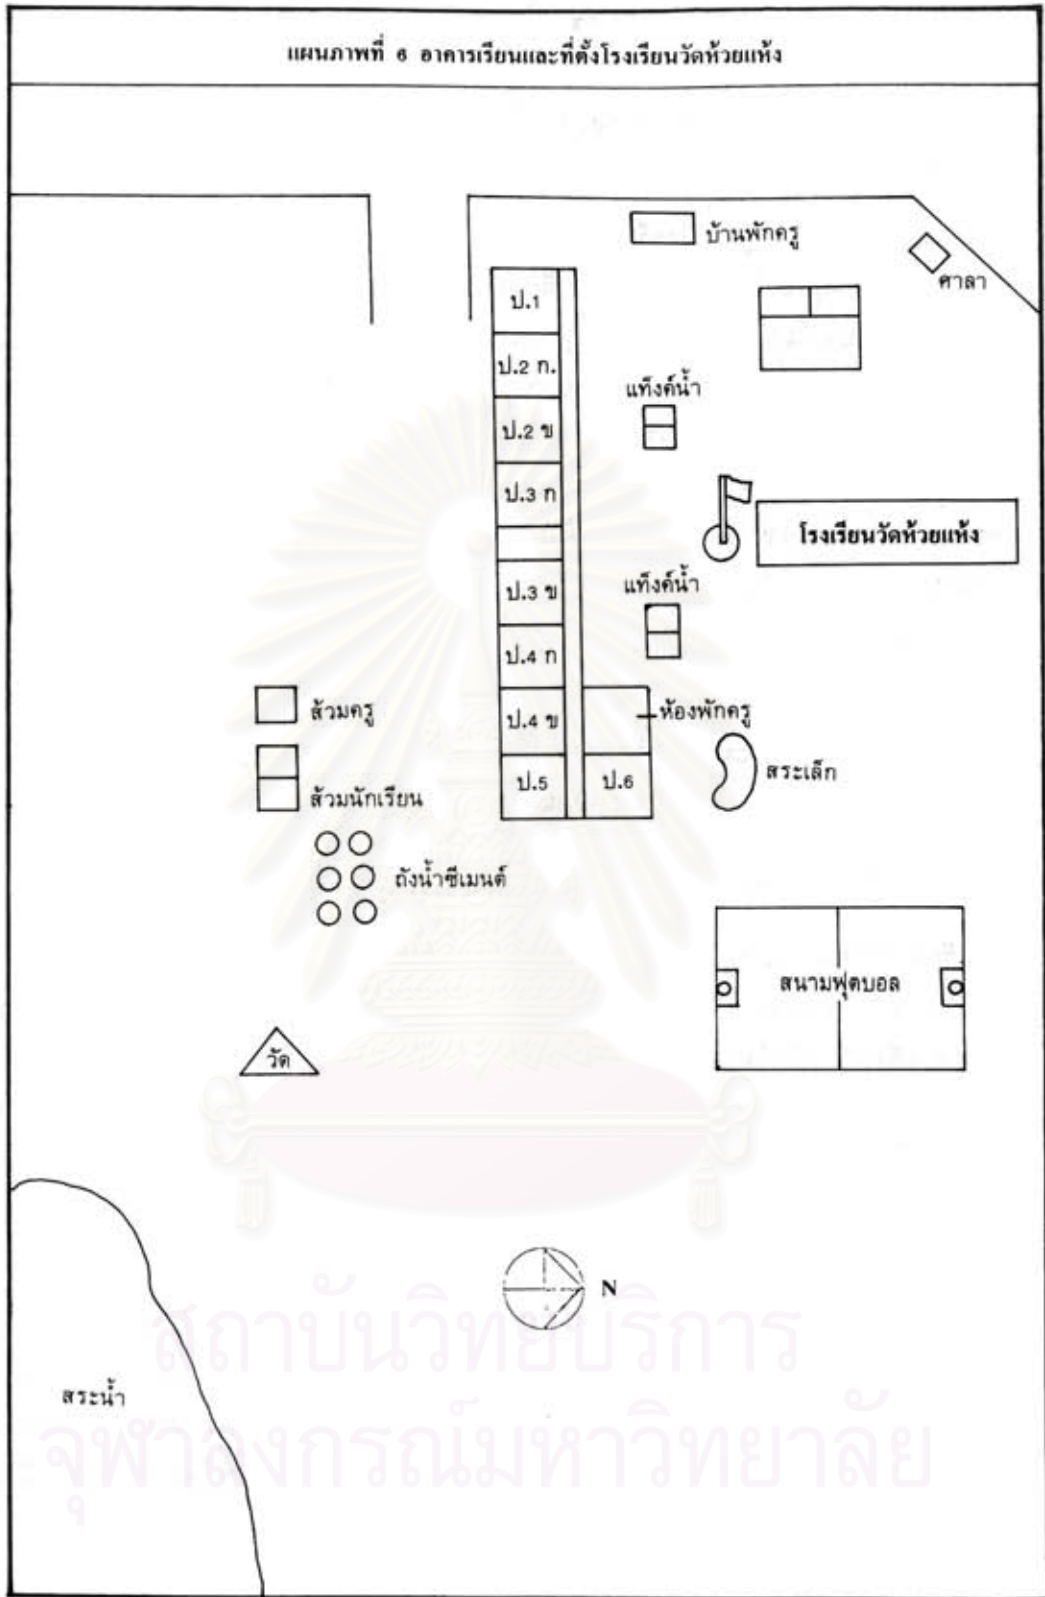 แผนภาพที่ 6 อาคารเรียนและที่ตั้งโรงเรียนวัดห้วยแห้ง
บ้านพักครู
ศาลา
ป.1
ป.2 ก.
แท็งค์น้ำ
ป.2 ข
ป.3 ก
โรงเรียนวัดห้วยแห้ง
แท็งค์น้ำ
ป.3 ข
ป.4 ก
ส้วมครู
ป.4 ข
ห้องพักครู
สระเล็ก
ป.5
ป.6
ส้วมนักเรียน
ถังน้ำซีเมนต์
สนามฟุตบอล
วัด
N
สระน้ำ
สถาบันวิทยบริการ
จุฬาลงกรณ์มหาวิทยาลัย